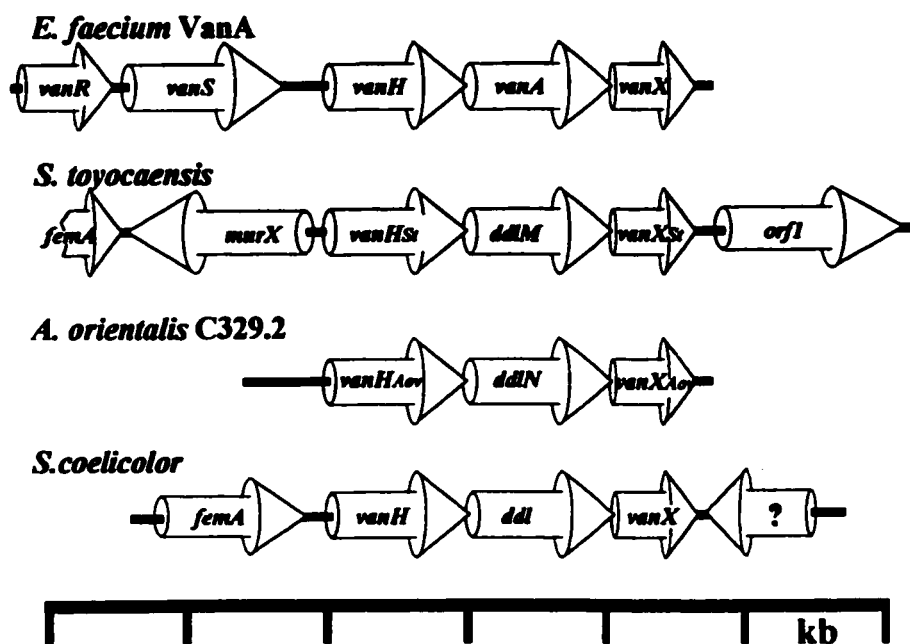 E. faecium VanA
vanR vanS vanH vanA vanX
S. toyocaensis
femA murX vanHSt ddlM vanXSt orf1
A. orientalis C329.2
vanHAov ddlN vanXAov
S.coelicolor
femA vanH ddl vanX ?
kb